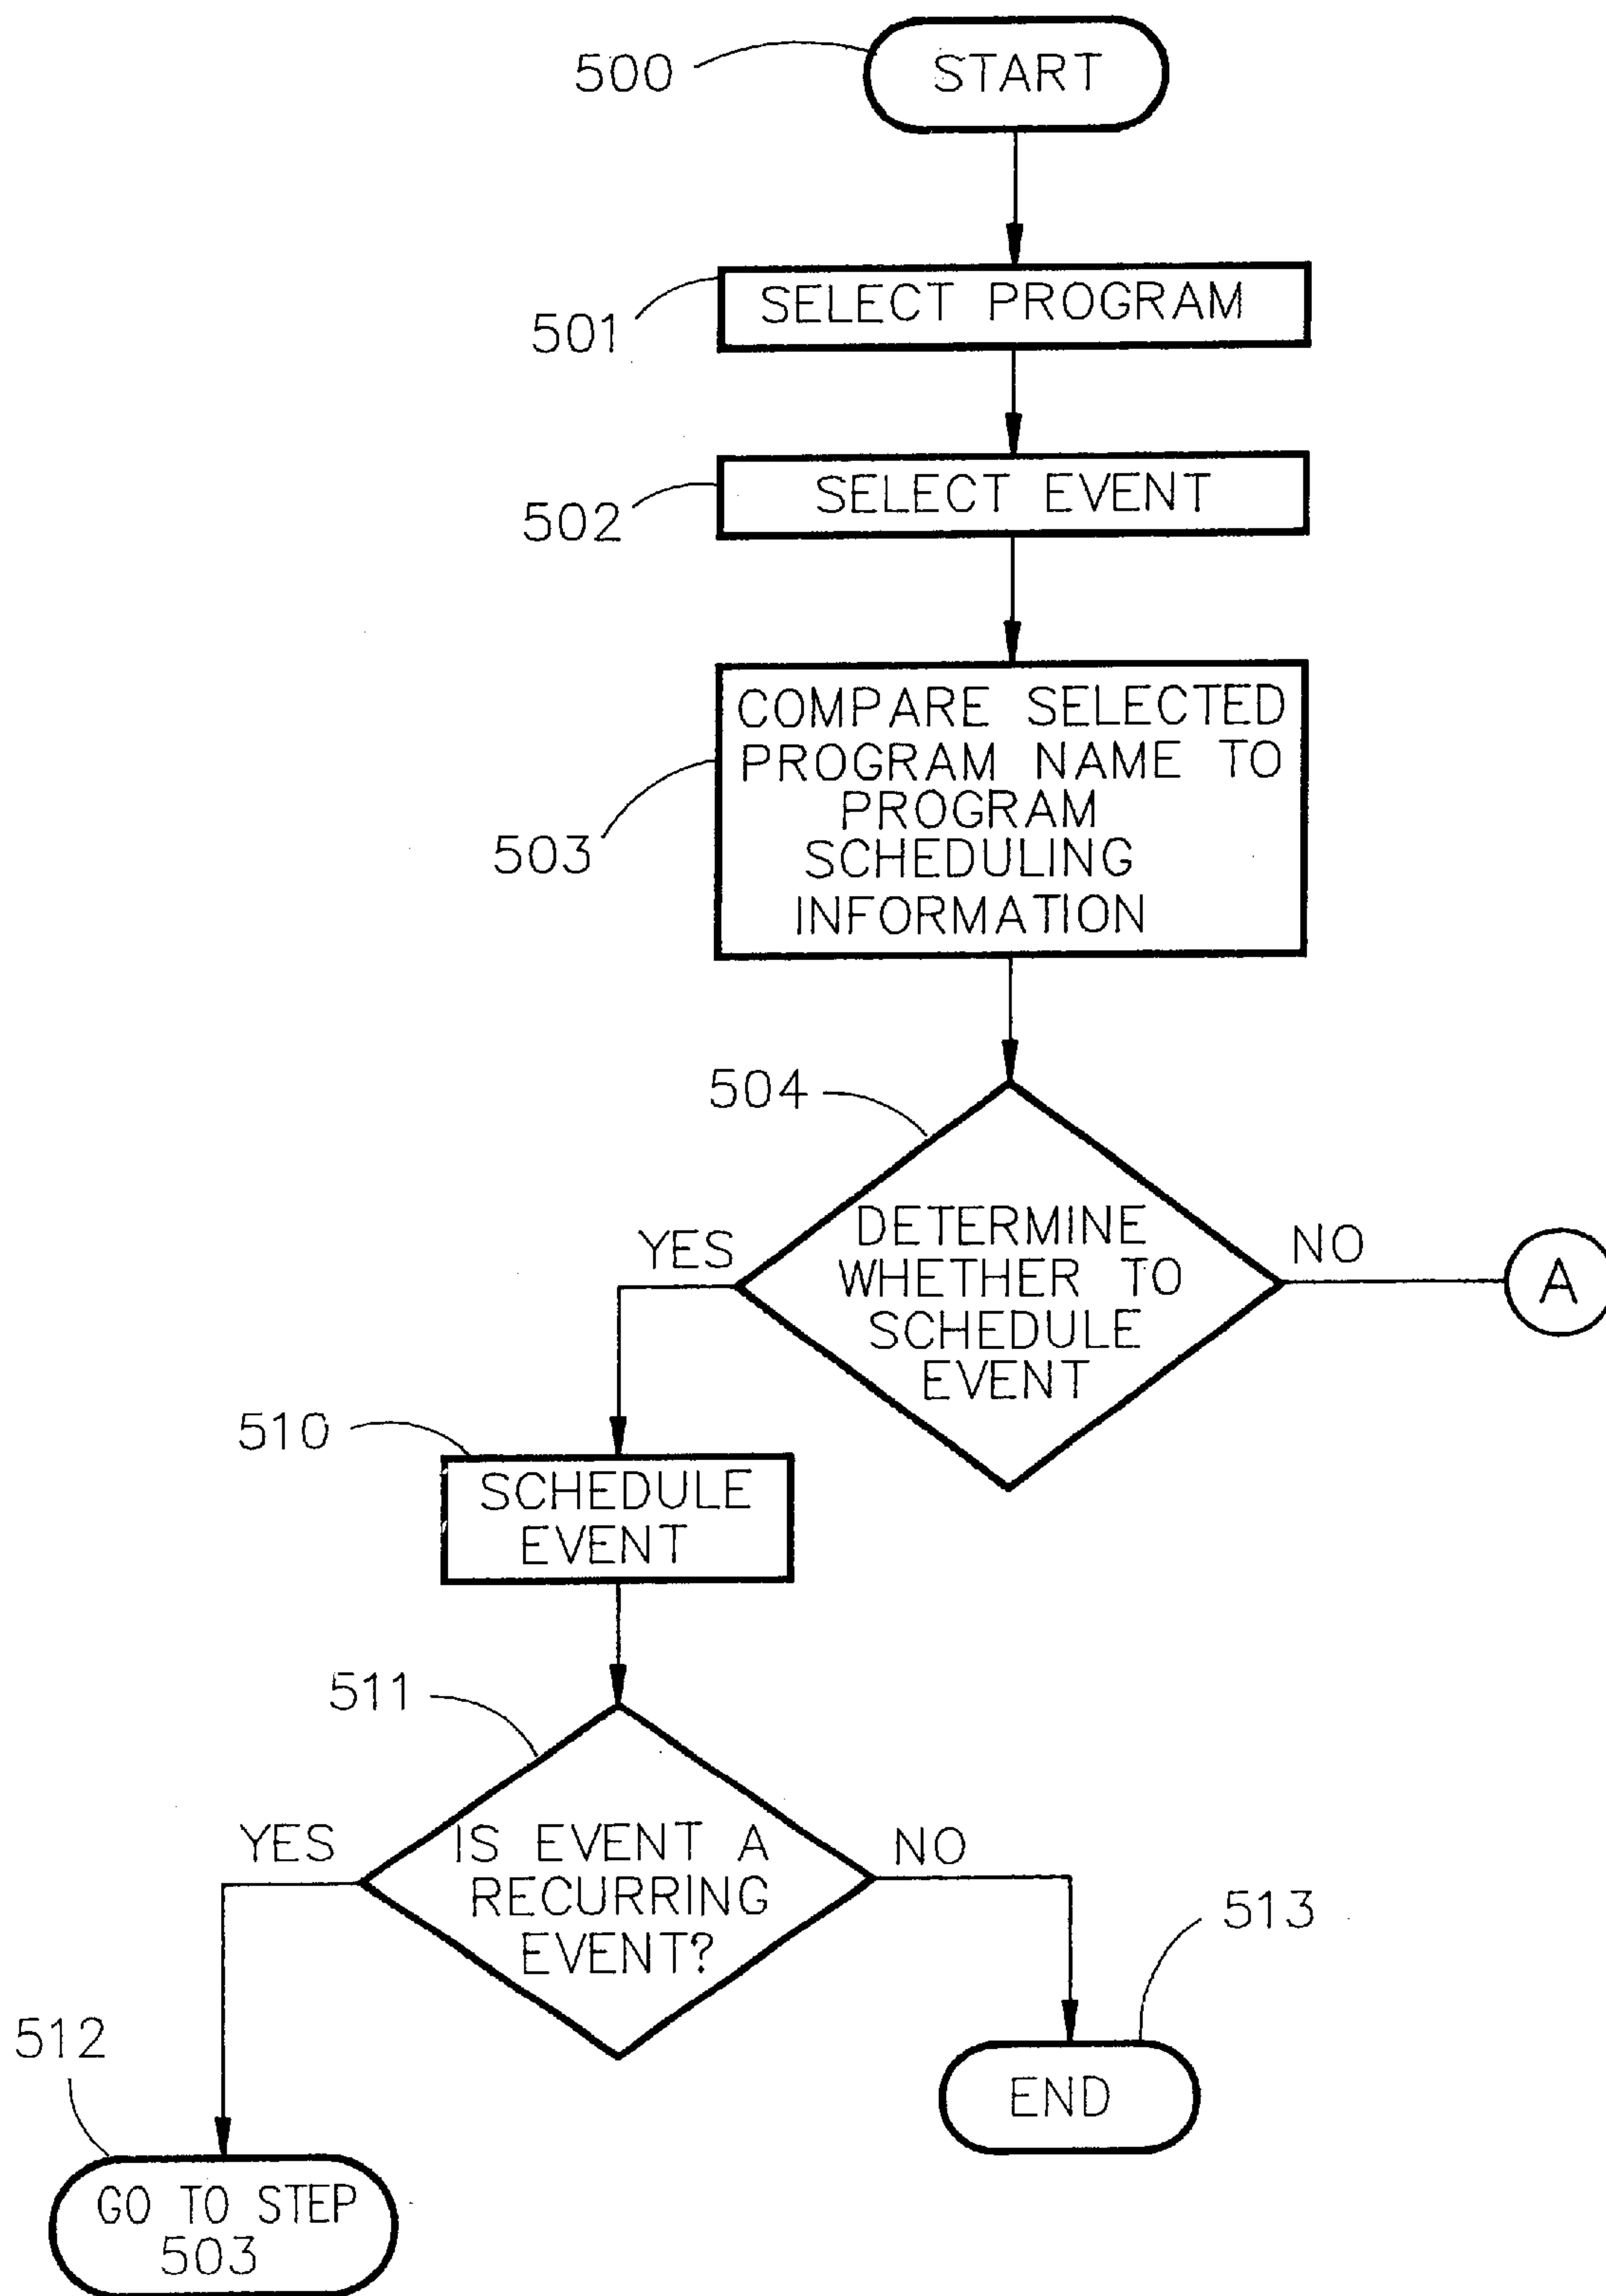 500
START
501
SELECT PROGRAM
502
SELECT EVENT
503
COMPARE SELECTED
PROGRAM NAME TO
PROGRAM
SCHEDULING
INFORMATION
504
DETERMINE
WHETHER TO
SCHEDULE
EVENT
YES
NO
A
510
SCHEDULE
EVENT
511
IS EVENT A
RECURRING
EVENT?
YES
NO
513
END
512
GO TO STEP
503